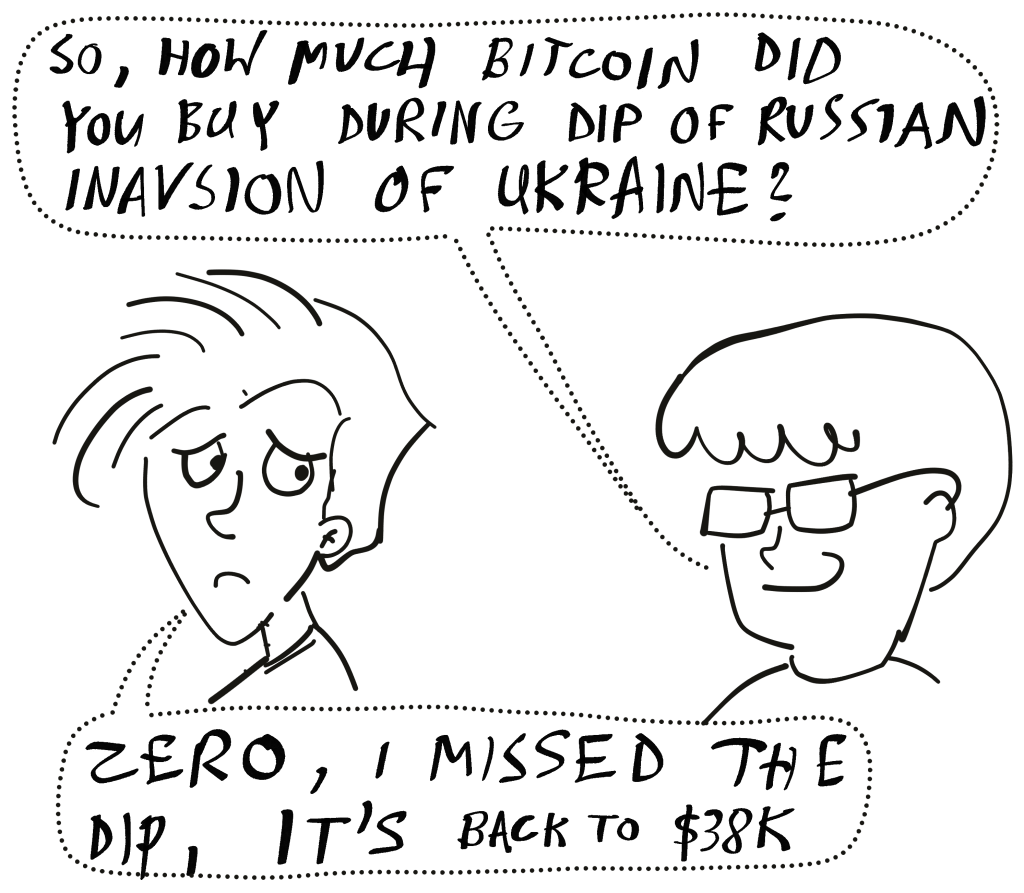 SO, HOW MUCH BITCOIN DID
YOU BUY DURING DIP OF RUSSIAN
INAVSION OF UKRAINE?
ZERO, I MISSED THE
DIP, IT'S BACK TO $38K